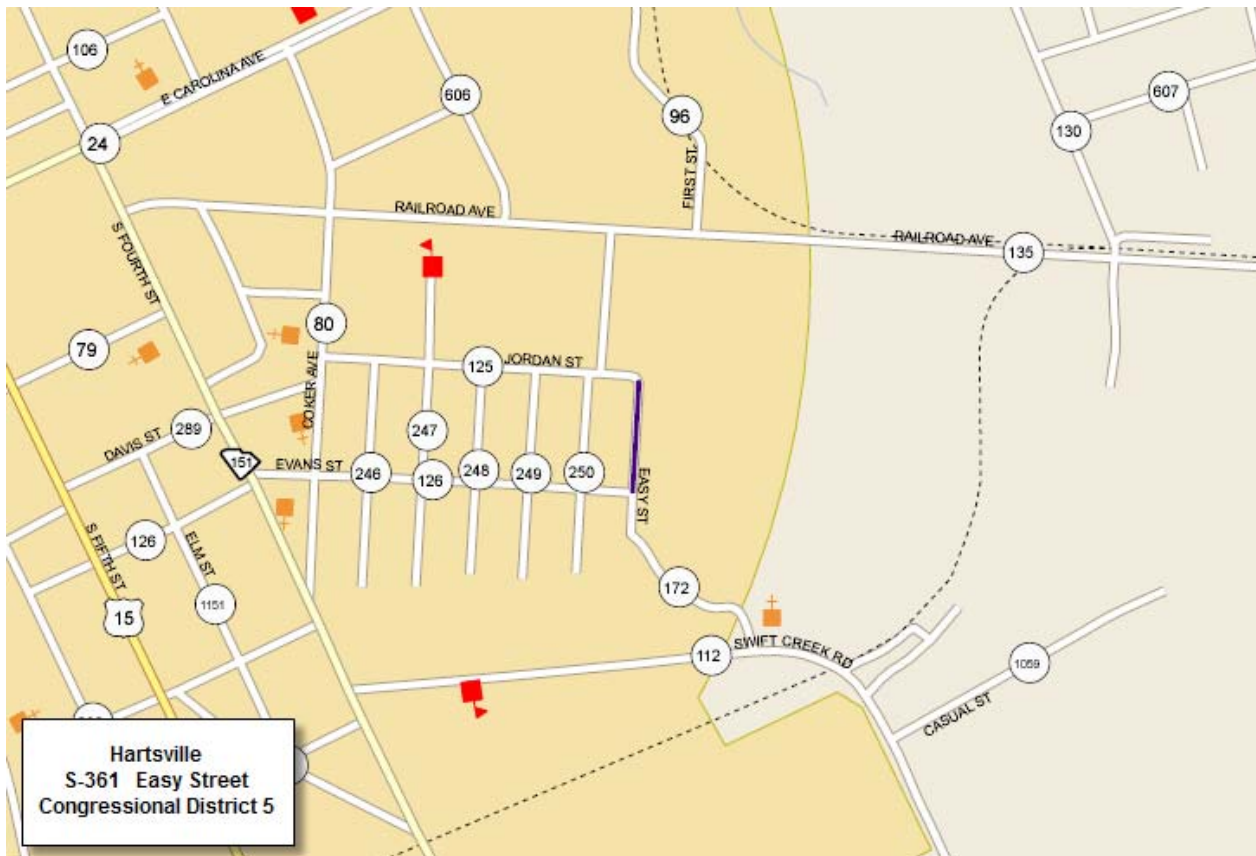 106
E CAROLINA AVE
24
606
96
FIRST ST
607
130
RAILROAD AVE
RAILROAD AVE
135
S FOURTH ST
79
80
COKER AVE
125
JORDAN ST
DAVIS ST
289
151
EVANS ST
246
247
126
248
249
250
EASY ST
126
ELM ST
S FIFTH ST
1151
15
172
112
SWIFT CREEK RD
1059
CASUAL ST
Hartsville
S-361 Easy Street
Congressional District 5